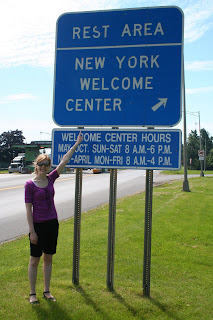 REST AREA
NEW YORK
WELCOME
CENTER
WELCOME CENTER HOURS
MAY-OCT. SUN-SAT 8 A.M.-6 P.M.
-APRIL MON-FRI 8 A.M.-4 P.M.